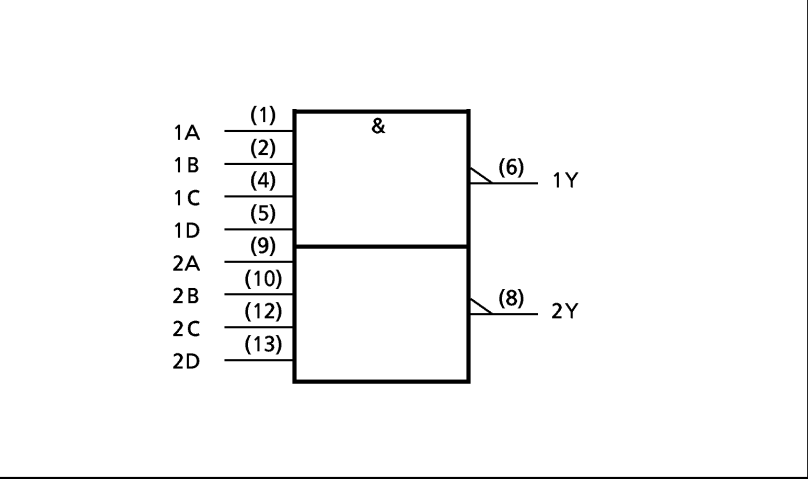 (1)
1A
&
(2)
1B
(6)
1Y
(4)
1C
(5)
1D
(9)
2A
(10)
2B
(8)
2Y
(12)
2C
(13)
2D